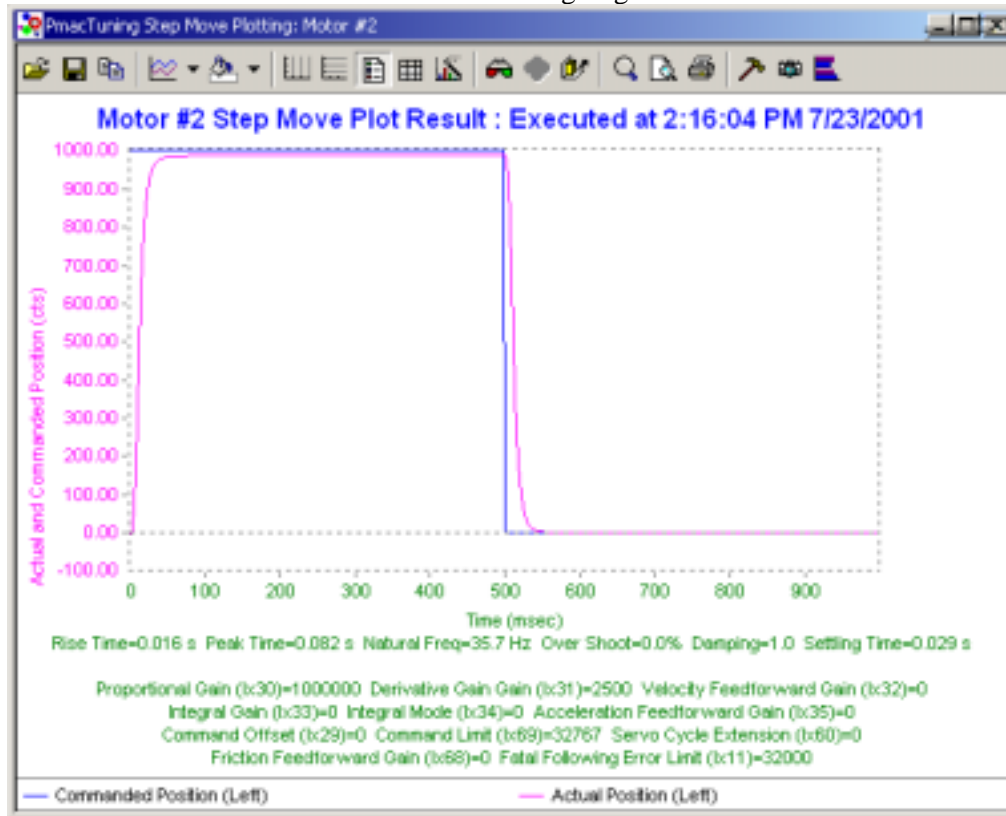 PmacTuning Step Move Plotting: Motor #2
Motor #2 Step Move Plot Result : Executed at 2:16:04 PM 7/23/2001
1000.00
900.00
800.00
700.00
600.00
500.00
400.00
300.00
200.00
100.00
0.00
-100.00
Actual and Commanded Position (cts)
0 100 200 300 400 500 600 700 800 900
Time (msec)
Rise Time=0.016 s Peak Time=0.082 s Natural Freq=35.7 Hz Over Shoot=0.0% Damping=1.0 Settling Time=0.029 s
Proportional Gain (Ix30)=1000000 Derivative Gain Gain (Ix31)=2500 Velocity Feedforward Gain (Ix32)=0
Integral Gain (Ix33)=0 Integral Mode (Ix34)=0 Acceleration Feedforward Gain (Ix35)=0
Command Offset (Ix29)=0 Command Limit (Ix69)=32767 Servo Cycle Extension (Ix60)=0
Friction Feedforward Gain (Ix68)=0 Fatal Following Error Limit (Ix11)=32000
Commanded Position (Left) Actual Position (Left)